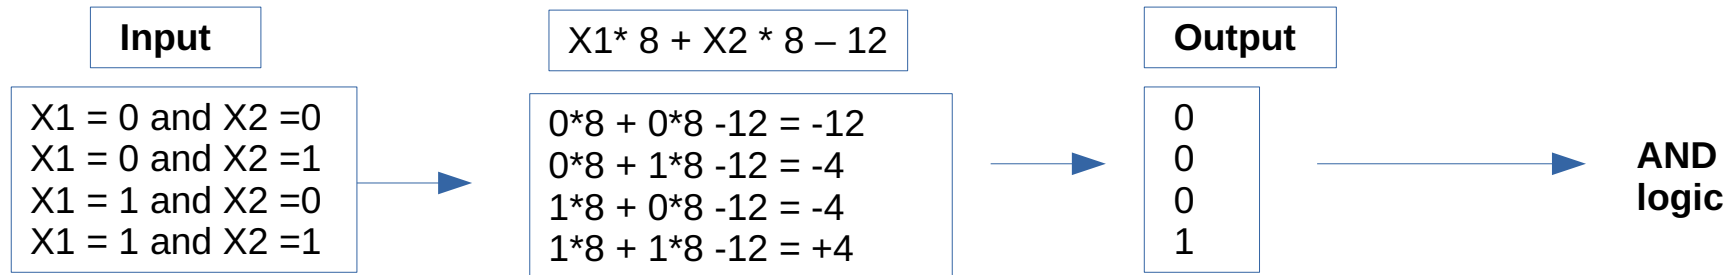 Input
X1* 8 + X2 * 8 – 12
Output
X1 = 0 and X2 =0
X1 = 0 and X2 =1
X1 = 1 and X2 =0
X1 = 1 and X2 =1
0*8 + 0*8 -12 = -12
0*8 + 1*8 -12 = -4
1*8 + 0*8 -12 = -4
1*8 + 1*8 -12 = +4
0
0
0
1
AND
logic